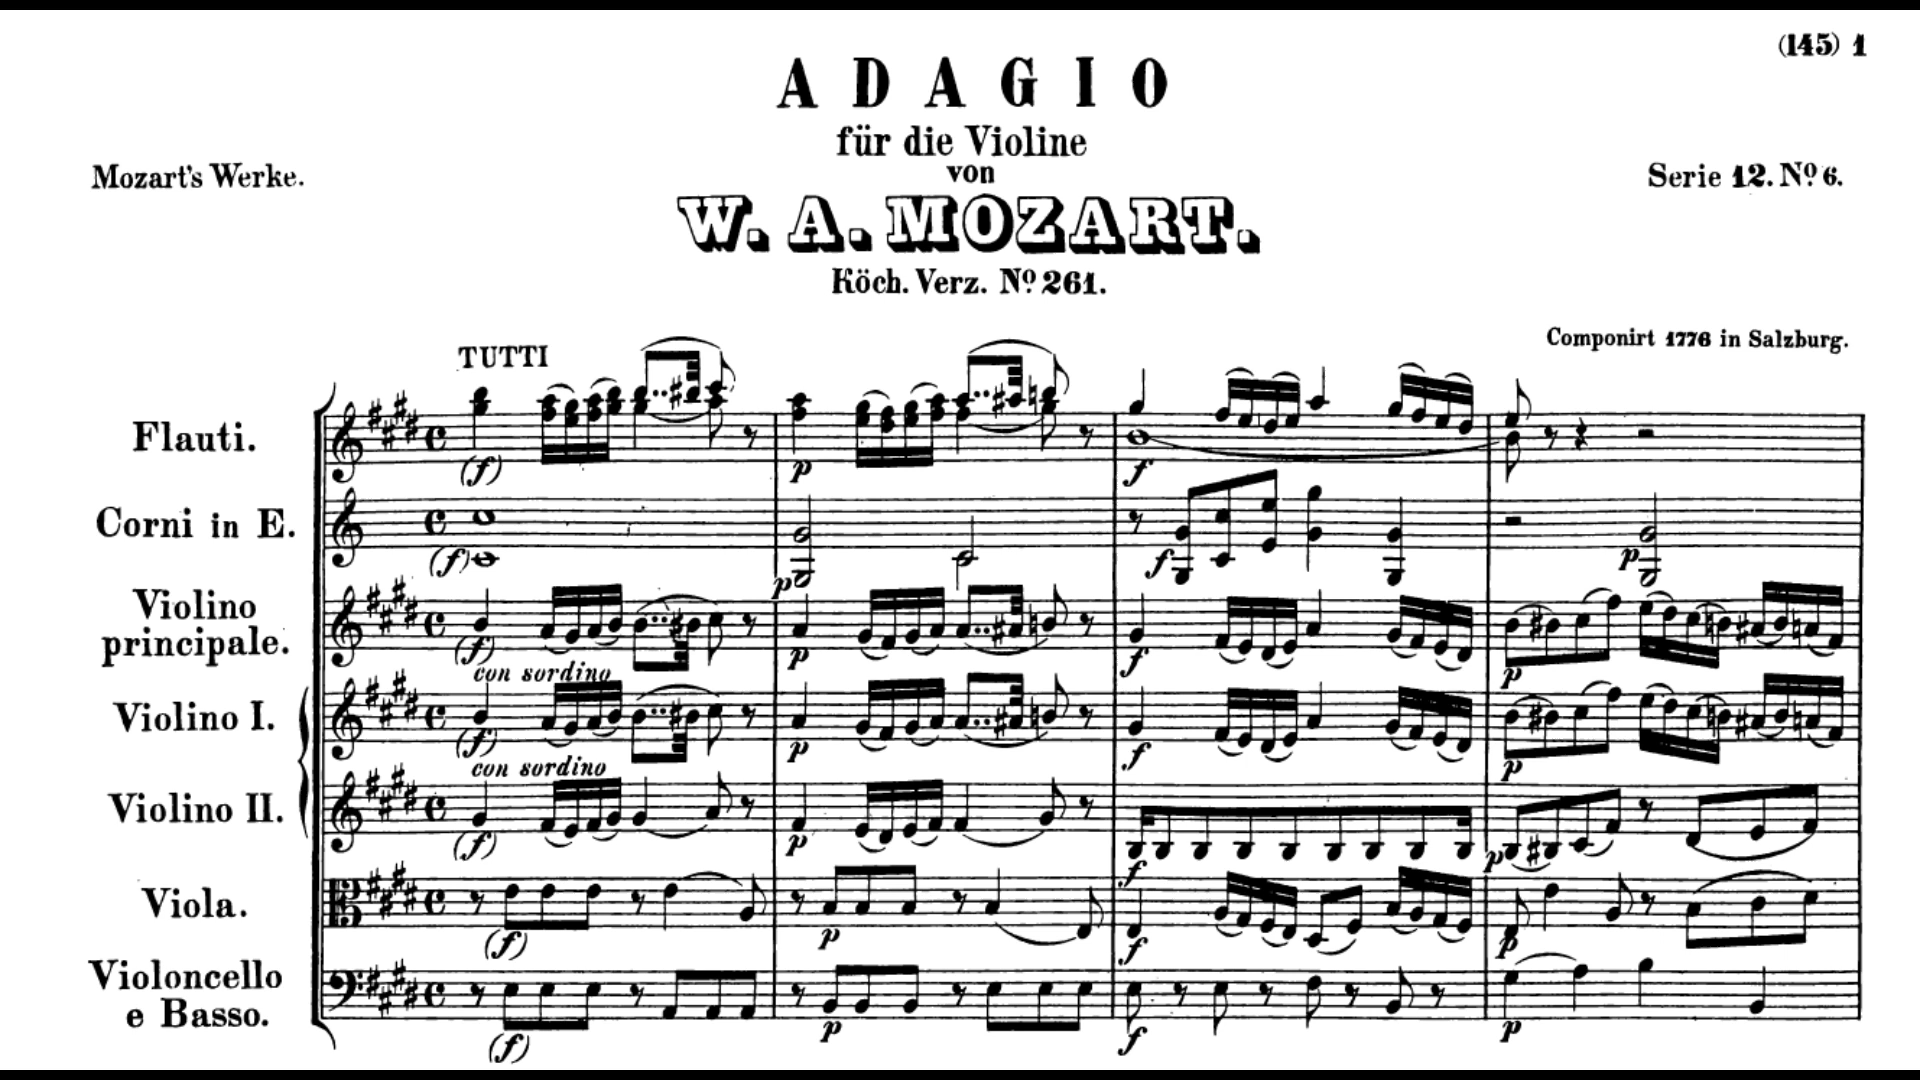 (145) 1
ADAGIO
für die Violine
von
Mozart's Werke.
Serie 12. Nº 6.
W. A. MOZART.
Köch. Verz. Nº 261.
Componirt 1776 in Salzburg.
TUTTI
Flauti.
(f) p f
Corni in E.
(f) p f p
Violino
principale.
(f) p f p
con sordino
Violino I.
(f) p f p
con sordino
Violino II.
(f) p f p
Viola.
(f) p f p
Violoncello
e Basso.
(f) p f p